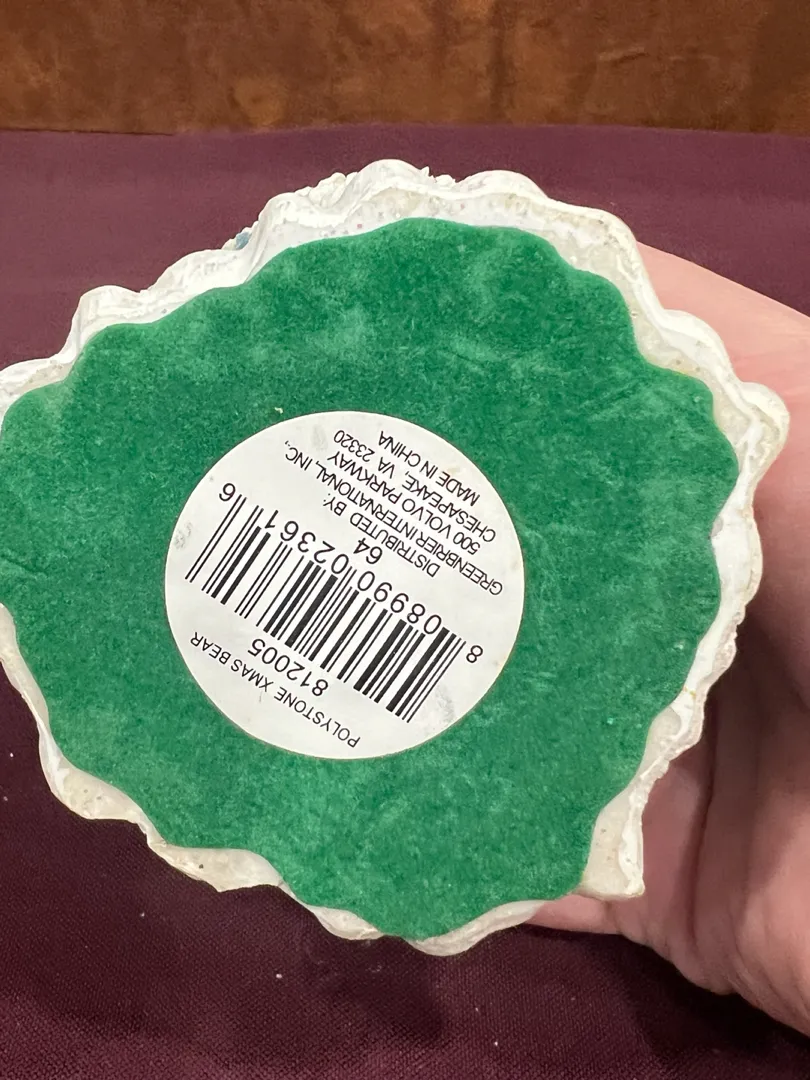 POLYSTONE XMAS BEAR
812005
8 08990 02361 6
64
DISTRIBUTED BY:
GREENBRIER INTERNATIONAL, INC.,
500 VOLVO PARKWAY
CHESAPEAKE, VA 23320
MADE IN CHINA